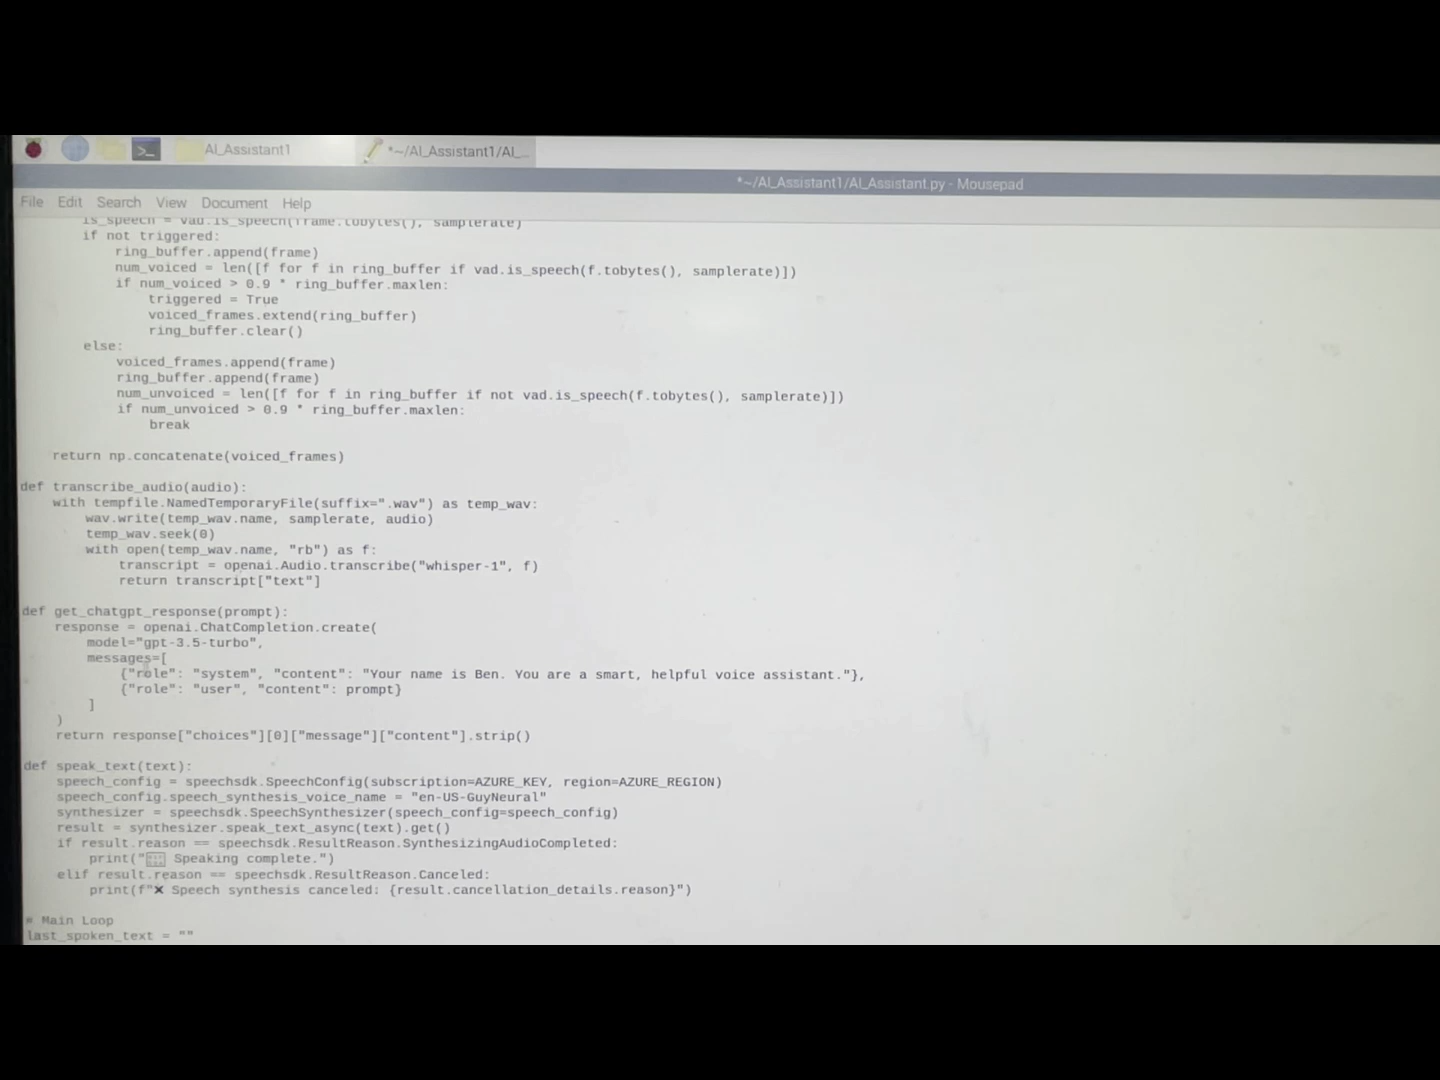 AI_Assistant1
*~/AI_Assistant1/AI_...
*~/AI_Assistant1/AI_Assistant.py - Mousepad
File Edit Search View Document Help
is_speech = vad.is_speech(frame.tobytes(), samplerate)
if not triggered:
ring_buffer.append(frame)
num_voiced = len([f for f in ring_buffer if vad.is_speech(f.tobytes(), samplerate)])
if num_voiced > 0.9 * ring_buffer.maxlen:
triggered = True
voiced_frames.extend(ring_buffer)
ring_buffer.clear()
else:
voiced_frames.append(frame)
ring_buffer.append(frame)
num_unvoiced = len([f for f in ring_buffer if not vad.is_speech(f.tobytes(), samplerate)])
if num_unvoiced > 0.9 * ring_buffer.maxlen:
break
return np.concatenate(voiced_frames)
def transcribe_audio(audio):
with tempfile.NamedTemporaryFile(suffix=".wav") as temp_wav:
wav.write(temp_wav.name, samplerate, audio)
temp_wav.seek(0)
with open(temp_wav.name, "rb") as f:
transcript = openai.Audio.transcribe("whisper-1", f)
return transcript["text"]
def get_chatgpt_response(prompt):
response = openai.ChatCompletion.create(
model="gpt-3.5-turbo",
messages=[
{"role": "system", "content": "Your name is Ben. You are a smart, helpful voice assistant."},
{"role": "user", "content": prompt}
]
)
return response["choices"][0]["message"]["content"].strip()
def speak_text(text):
speech_config = speechsdk.SpeechConfig(subscription=AZURE_KEY, region=AZURE_REGION)
speech_config.speech_synthesis_voice_name = "en-US-GuyNeural"
synthesizer = speechsdk.SpeechSynthesizer(speech_config=speech_config)
result = synthesizer.speak_text_async(text).get()
if result.reason == speechsdk.ResultReason.SynthesizingAudioCompleted:
print(" Speaking complete.")
elif result.reason == speechsdk.ResultReason.Canceled:
print(f"❌ Speech synthesis canceled: {result.cancellation_details.reason}")
# Main Loop
last_spoken_text = ""